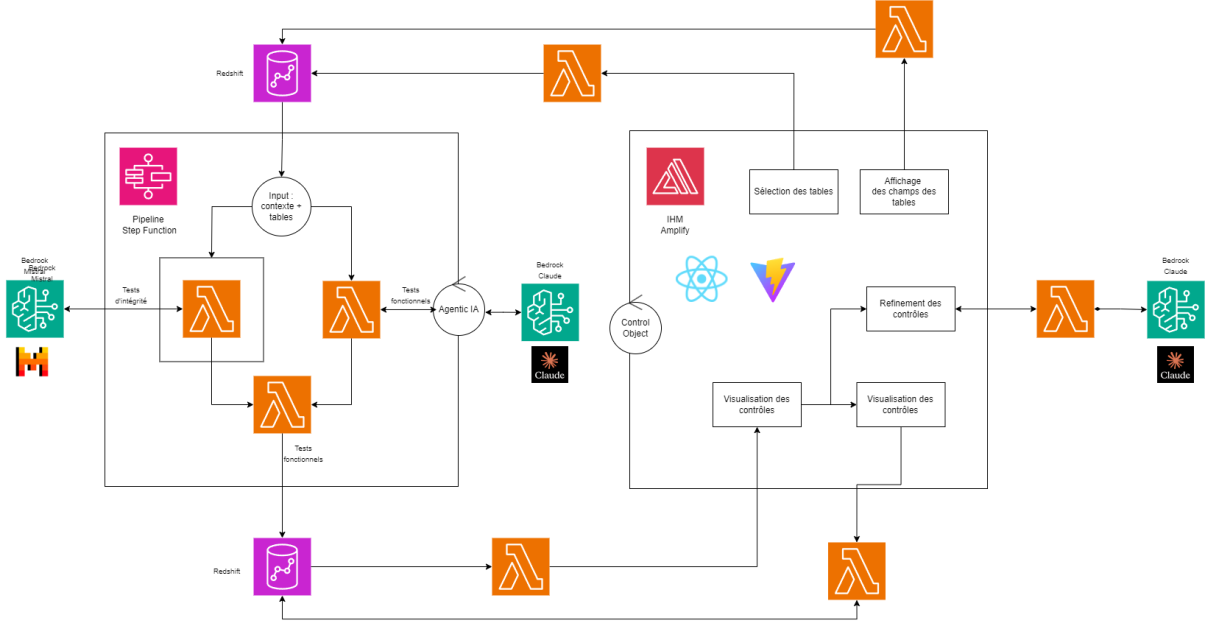 Redshift
Pipeline
Step Function
Input :
contexte +
tables
IHM
Amplify
Sélection des tables
Affichage
des champs des
tables
Bedrock
Mistral
Bedrock
Mistral
Tests
d'intégrité
Tests
fonctionnels
Agentic IA
Bedrock
Claude
Claude
Control
Object
Refinement des
contrôles
Bedrock
Claude
Claude
Visualisation des
contrôles
Visualisation des
contrôles
Tests
fonctionnels
Redshift